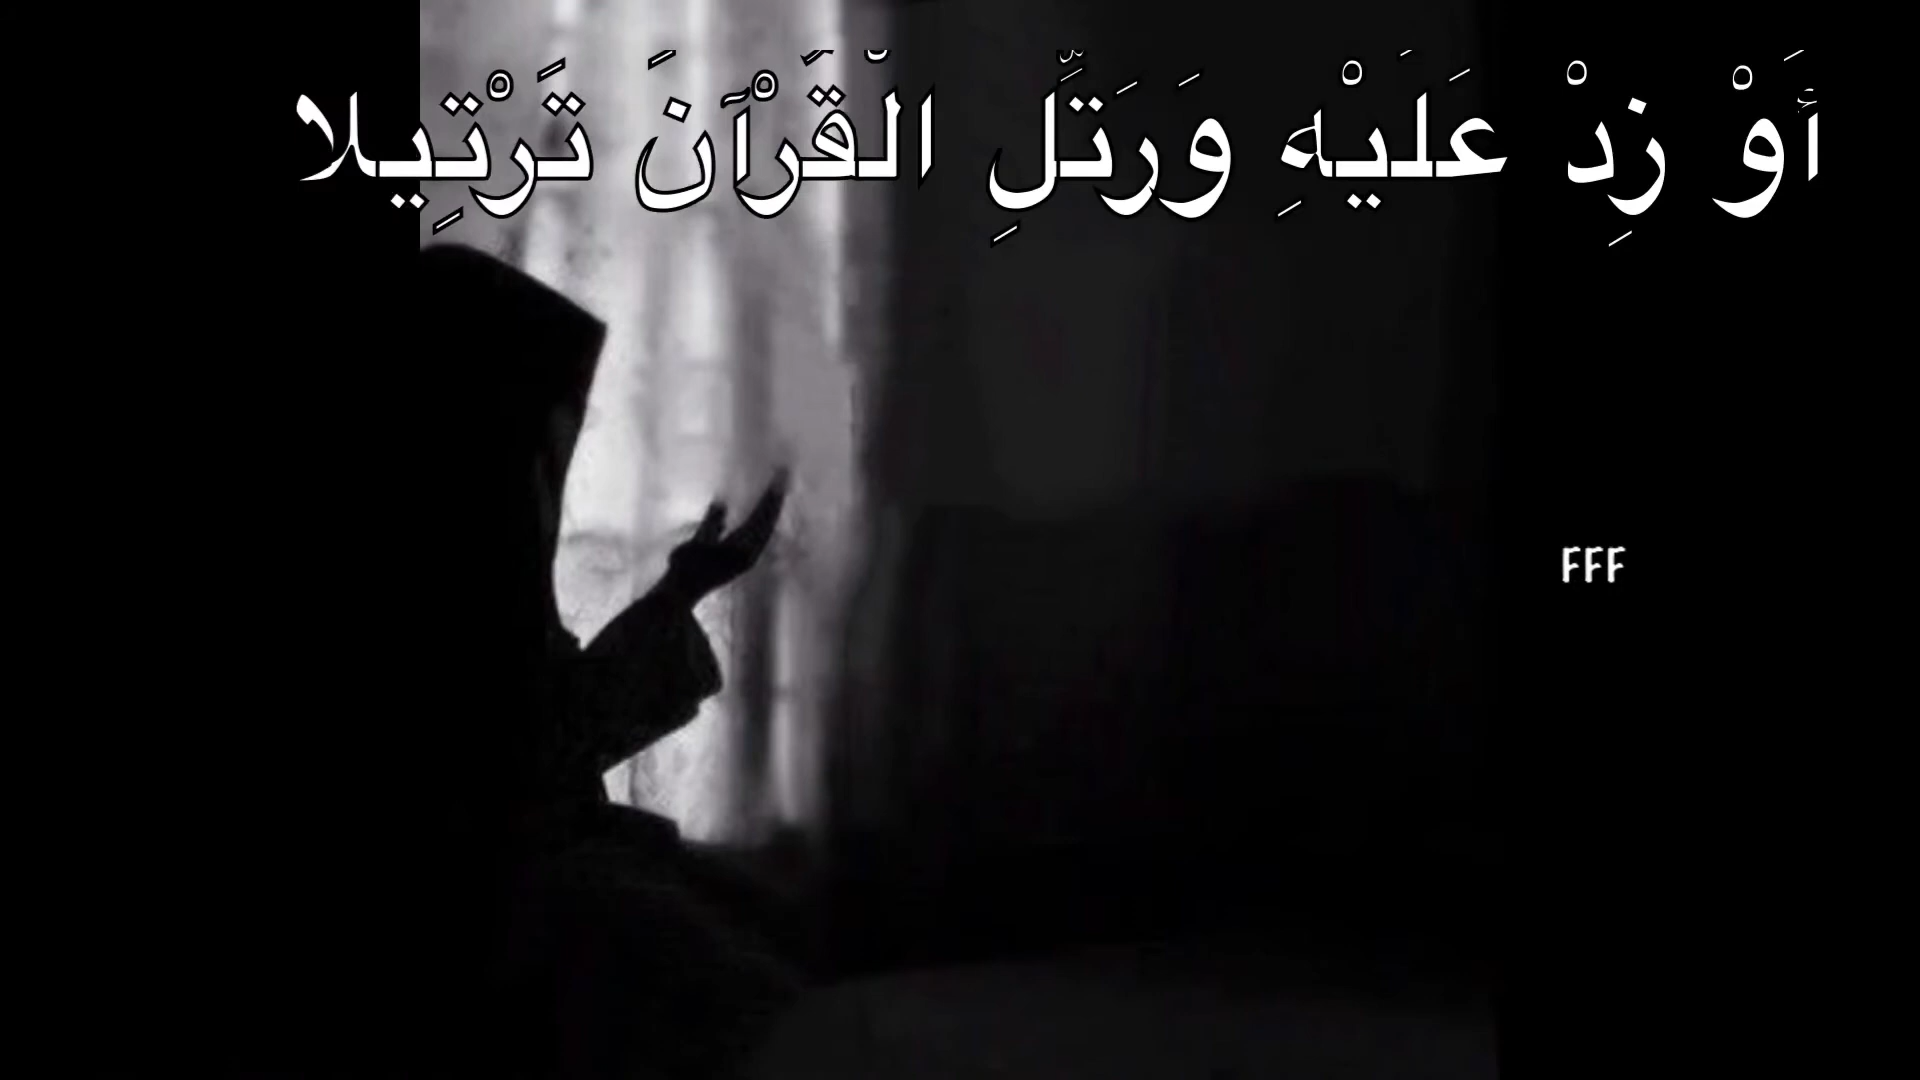 أَوْ زِدْ عَلَيْهِ وَرَتِّلِ الْقُرْآنَ تَرْتِيلا
FFF